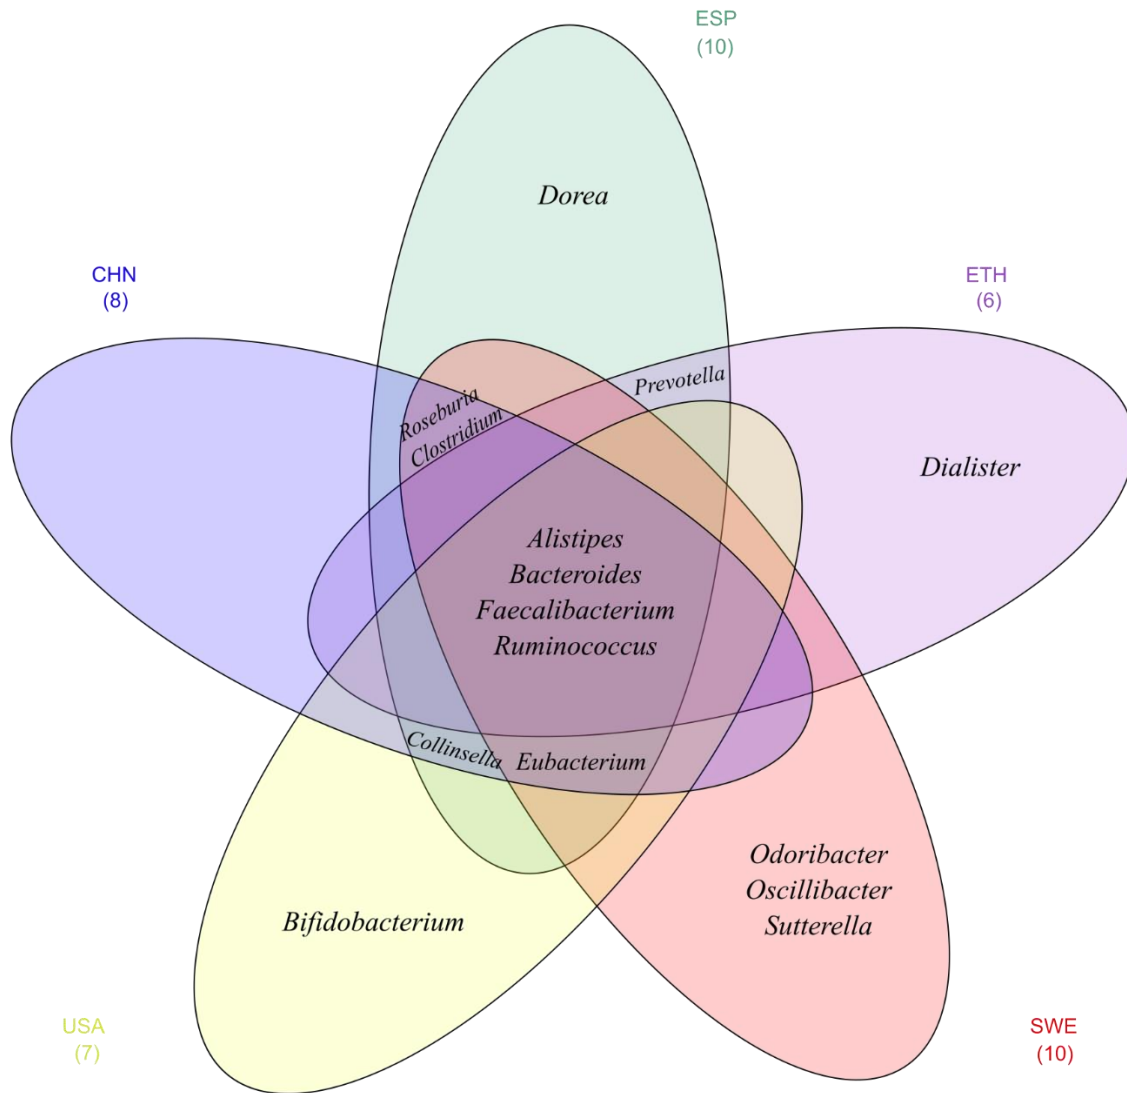 ESP
(10)
Dorea
CHN
(8)
ETH
(6)
Prevotella
Roseburia
Clostridium
Dialister
Alistipes
Bacteroides
Faecalibacterium
Ruminococcus
Collinsella
Eubacterium
Odoribacter
Oscillibacter
Sutterella
Bifidobacterium
USA
(7)
SWE
(10)